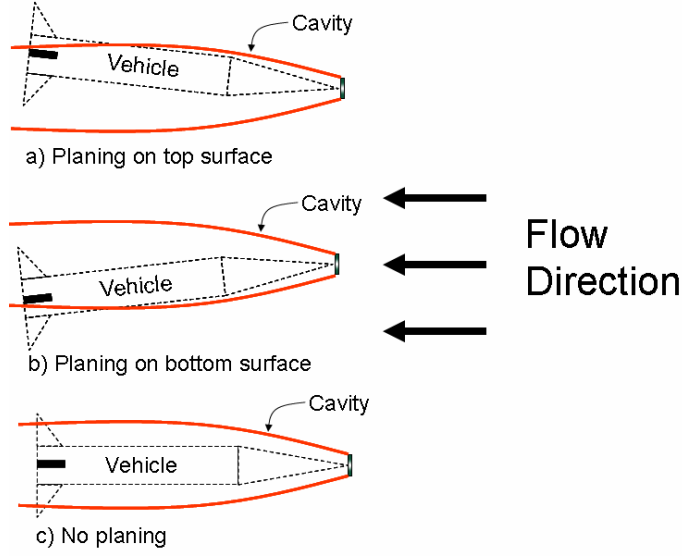 Cavity
Vehicle
a) Planing on top surface
Cavity
Vehicle
b) Planing on bottom surface
Flow
Direction
Cavity
Vehicle
c) No planing